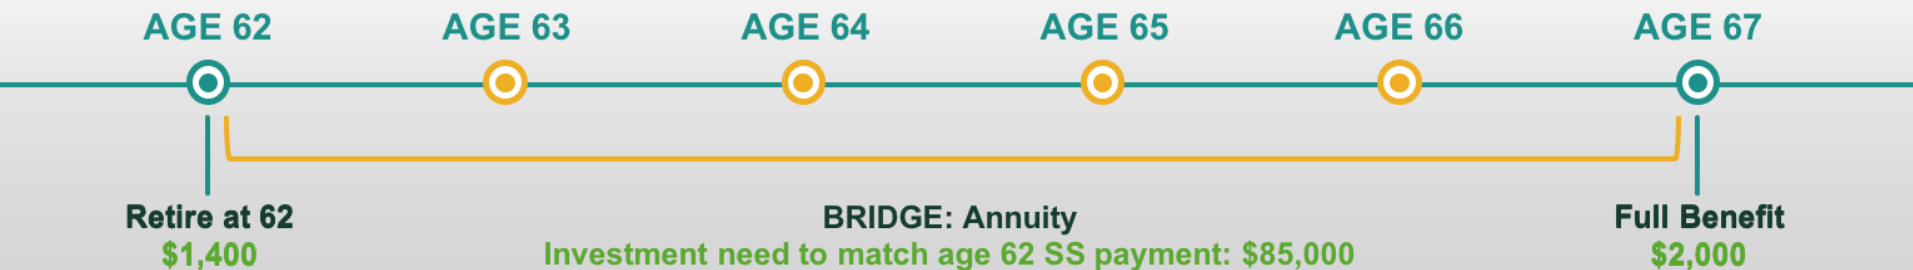 AGE 62 AGE 63 AGE 64 AGE 65 AGE 66 AGE 67
Retire at 62 BRIDGE: Annuity Full Benefit
$1,400 Investment need to match age 62 SS payment: $85,000 $2,000